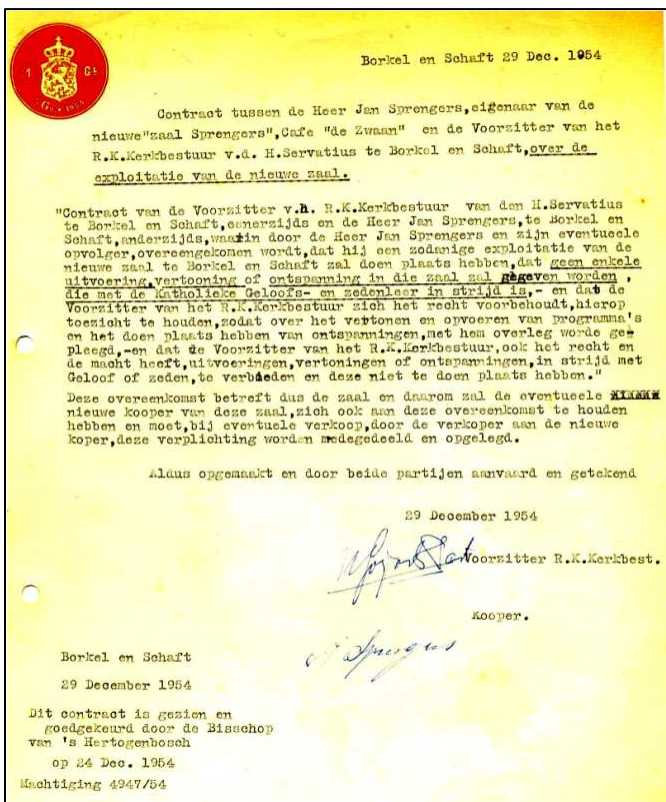 Borkel en Schaft 29 Dec. 1954
Contract tussen de Heer Jan Sprengers,eigenaar van de
nieuwe"zaal Sprengers",Cafe "de Zwaan" en de Voorzitter van het
R.K.Kerkbestuur v.d. H.Servatius te Borkel en Schaft,over de
exploitatie van de nieuwe zaal.
"Contract van de Voorzitter v.h. R.K.Kerkbestuur van den H.Servatius
te Borkel en Schaft,eenerzijds en de Heer Jan Sprengers,te Borkel en
Schaft,anderzijds,waarin door de Heer Jan Sprengers en zijn eventueele
opvolger,overeengekomen wordt,dat hij een zodanige exploitatie van de
nieuwe zaal te Borkel en Schaft zal doen plaats hebben,dat geen enkele
uitvoering,vertooning of ontspanning in die zaal zal gegeven worden ,
die met de Katholieke Geloofs- en zedenleer in strijd is,- en dat de
Voorzitter van het R.K.Kerkbestuur zich het recht voorbehoudt,hierop
toezicht te houden,zodat over het vertonen en opvoeren van programma's
en het doen plaats hebben van ontspanningen,met hem overleg worde ge=
pleegd,-en dat de Voorzitter van het R.K.Kerkbestuur,ook het recht en
de macht heeft,uitvoeringen,vertoningen of ontspanningen,in strijd met
Geloof of zeden,te verbieden en deze niet te doen plaats hebben."
Deze overeenkomst betreft dus de zaal en daarom zal de eventueele
nieuwe kooper van deze zaal,zich ook aan deze overeenkomst te houden
hebben en moet,bij eventuele verkoop,door de verkoper aan de nieuwe
koper,deze verplichting worden medegedeeld en opgelegd.
Aldus opgemaakt en door beide partijen aanvaard en getekend
29 December 1954
Voorzitter R.K.Kerkbest.
Kooper.
Sprengers
Borkel en Schaft
29 December 1954
Dit contract is gezien en
goedgekeurd door de Bisschop
van 's Hertogenbosch
op 24 Dec. 1954
Machtiging 4947/54